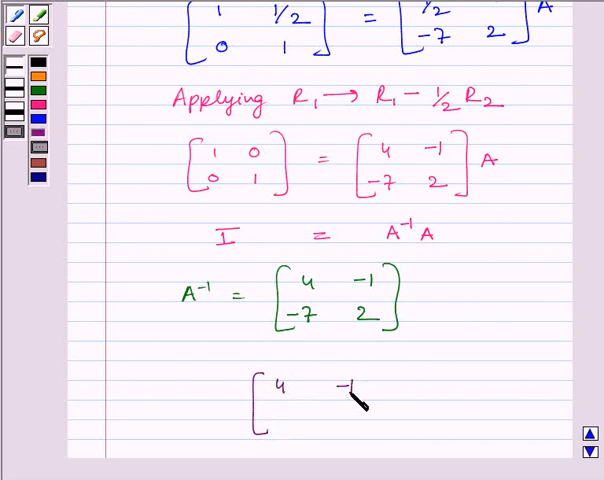 [1 1/2
0 1] = [1/2
-7 2] A
Applying R₁ → R₁ - 1/2 R₂
[1 0
0 1] = [4 -1
-7 2] A
I = A⁻¹ A
A⁻¹ = [4 -1
-7 2]
[4 -1